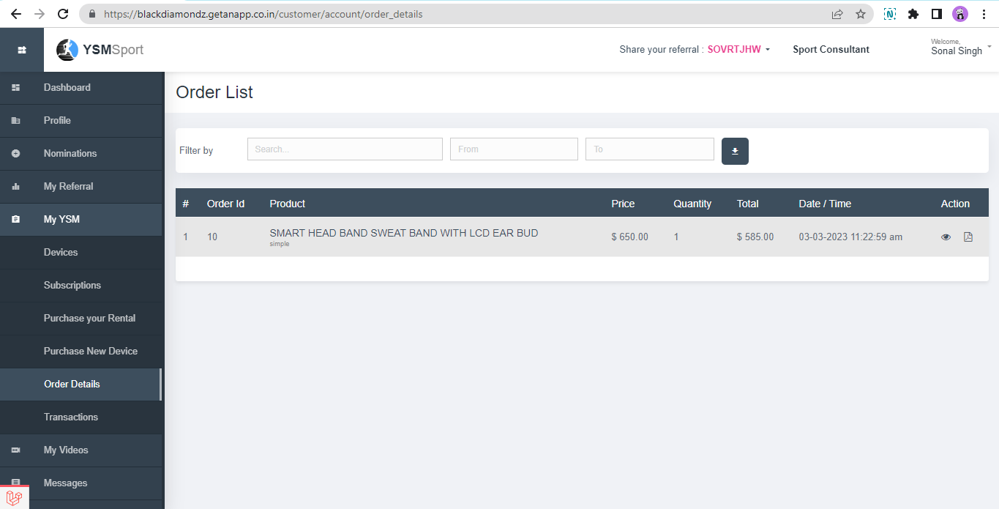 https://blackdiamondz.getanapp.co.in/customer/account/order_details
N
YSMSport
Share your referral : SOVRTJHW
Sport Consultant
Welcome,
Sonal Singh
Dashboard
Profile
Nominations
My Referral
My YSM
Devices
Subscriptions
Purchase your Rental
Purchase New Device
Order Details
Transactions
My Videos
Messages
Order List
Filter by
Search...
From
To
# Order Id Product Price Quantity Total Date / Time Action
1 10 SMART HEAD BAND SWEAT BAND WITH LCD EAR BUD $ 650.00 1 $ 585.00 03-03-2023 11:22:59 am
simple